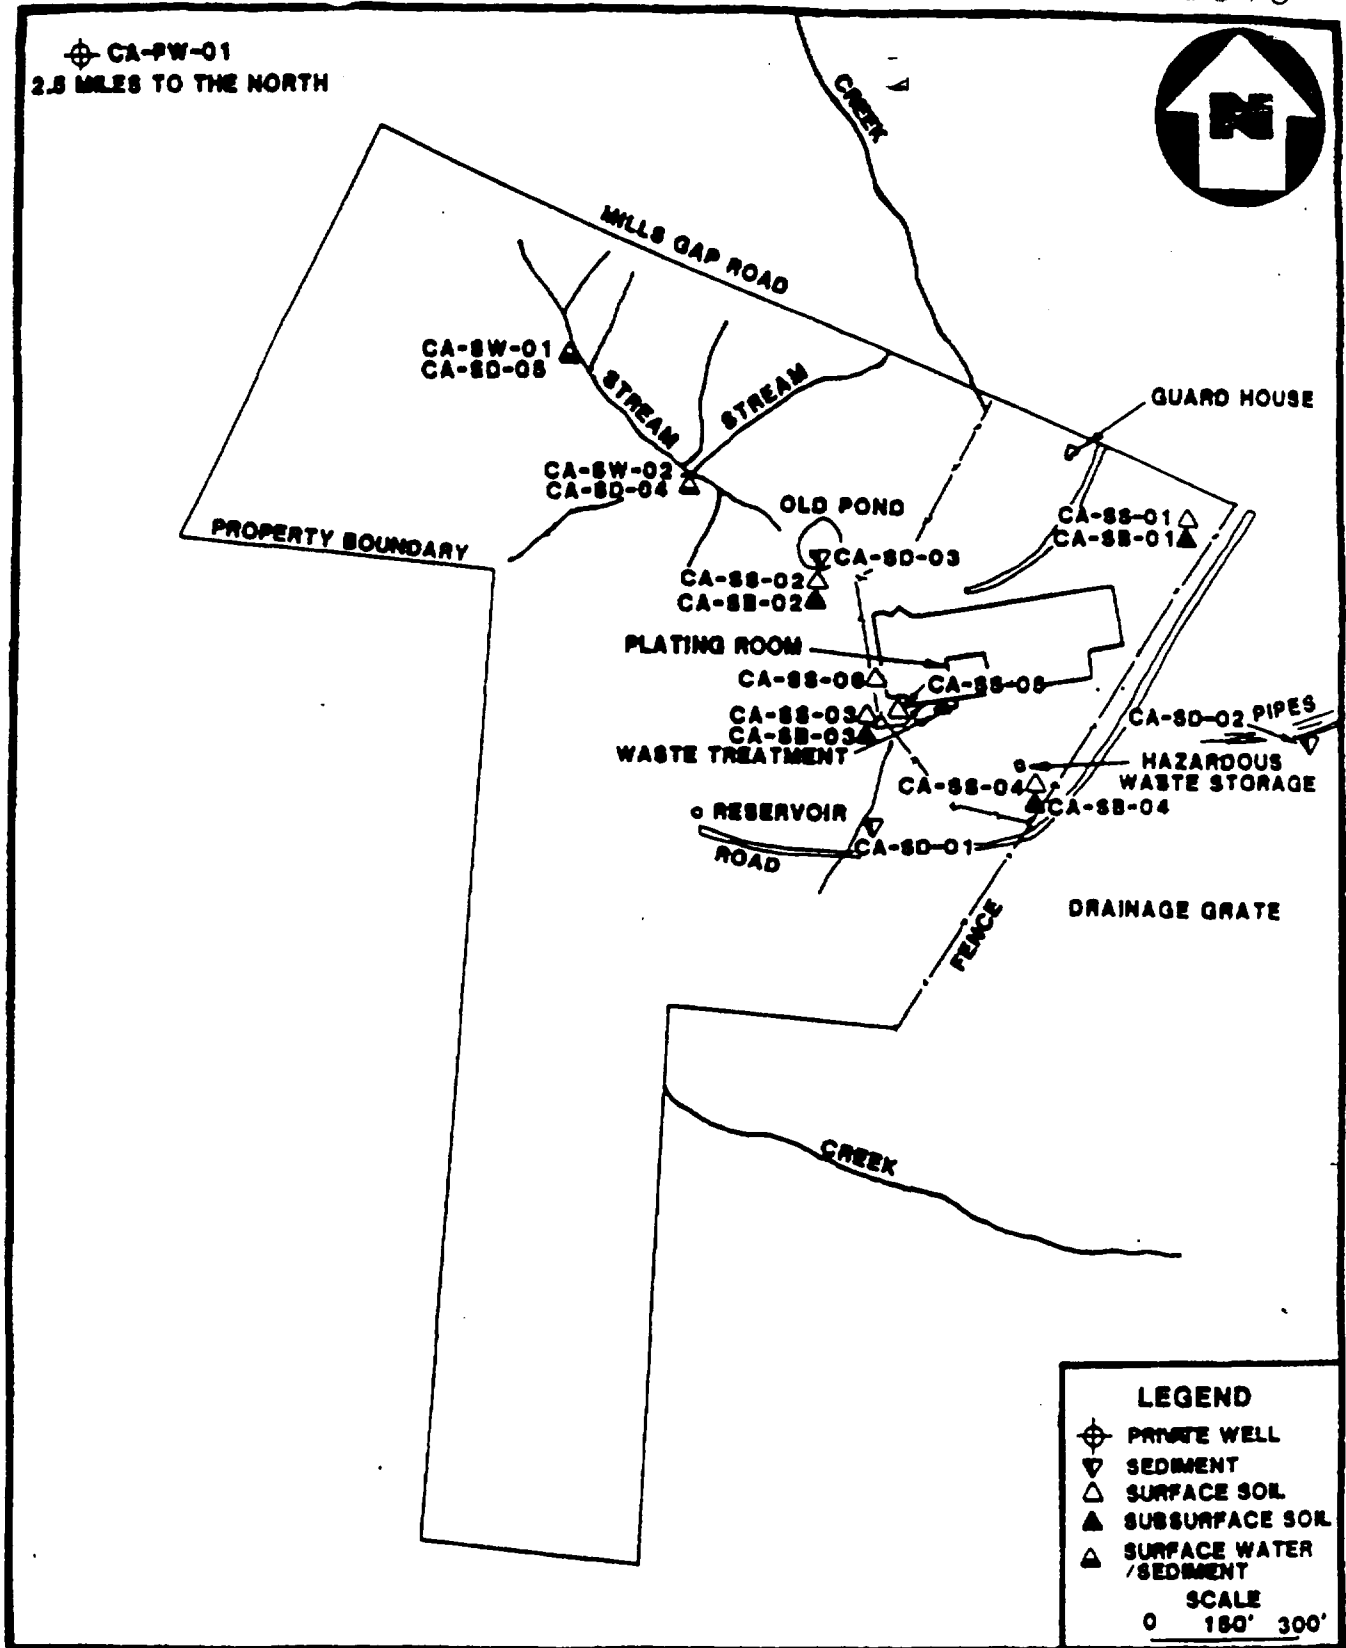 CA-PW-01
2.5 MILES TO THE NORTH
N
CREEK
MILLS GAP ROAD
CA-SW-01
CA-SD-05
STREAM
STREAM
GUARD HOUSE
CA-SW-02
CA-SD-04
OLD POND
CA-SS-01
CA-SB-01
PROPERTY BOUNDARY
CA-SD-03
CA-SS-02
CA-SB-02
PLATING ROOM
CA-SS-06
CA-SS-05
CA-SS-03
CA-SB-03
WASTE TREATMENT
CA-SD-02
PIPES
HAZARDOUS
WASTE STORAGE
CA-SS-04
CA-SB-04
RESERVOIR
ROAD
CA-SD-01
DRAINAGE GRATE
FENCE
CREEK
LEGEND
PRIVATE WELL
SEDIMENT
SURFACE SOIL
SUBSURFACE SOIL
SURFACE WATER
/SEDIMENT
SCALE
0 150' 300'